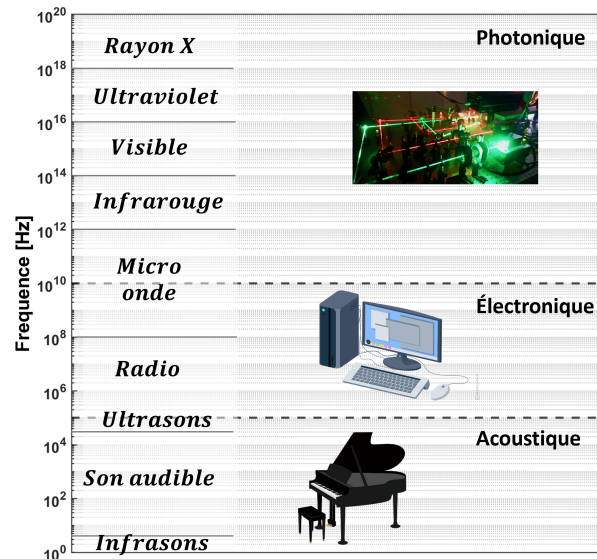 10^20
Rayon X
Photonique
10^18
Ultraviolet
10^16
Visible
10^14
Infrarouge
10^12
Micro
onde
10^10
Électronique
10^8
Radio
10^6
Ultrasons
Acoustique
10^4
Son audible
10^2
Infrasons
10^0
Frequence [Hz]